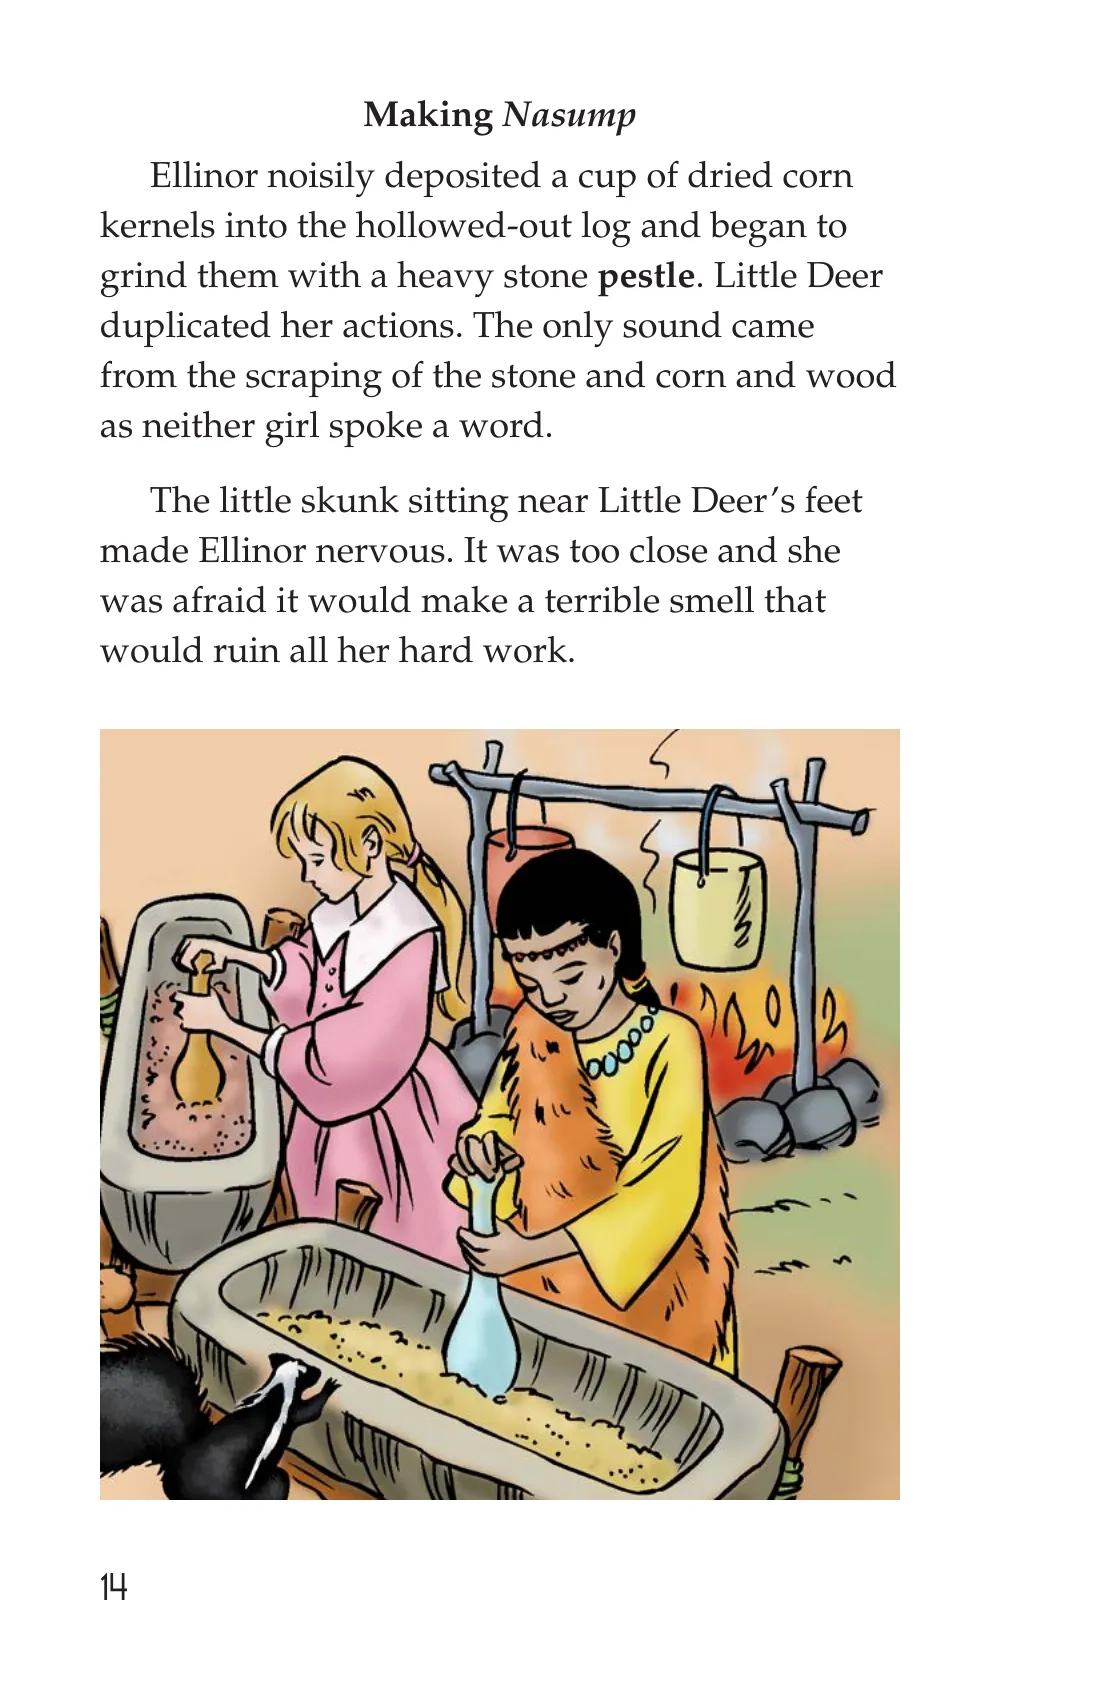 Making Nasump
Ellinor noisily deposited a cup of dried corn
kernels into the hollowed-out log and began to
grind them with a heavy stone pestle. Little Deer
duplicated her actions. The only sound came
from the scraping of the stone and corn and wood
as neither girl spoke a word.
The little skunk sitting near Little Deer’s feet
made Ellinor nervous. It was too close and she
was afraid it would make a terrible smell that
would ruin all her hard work.
14